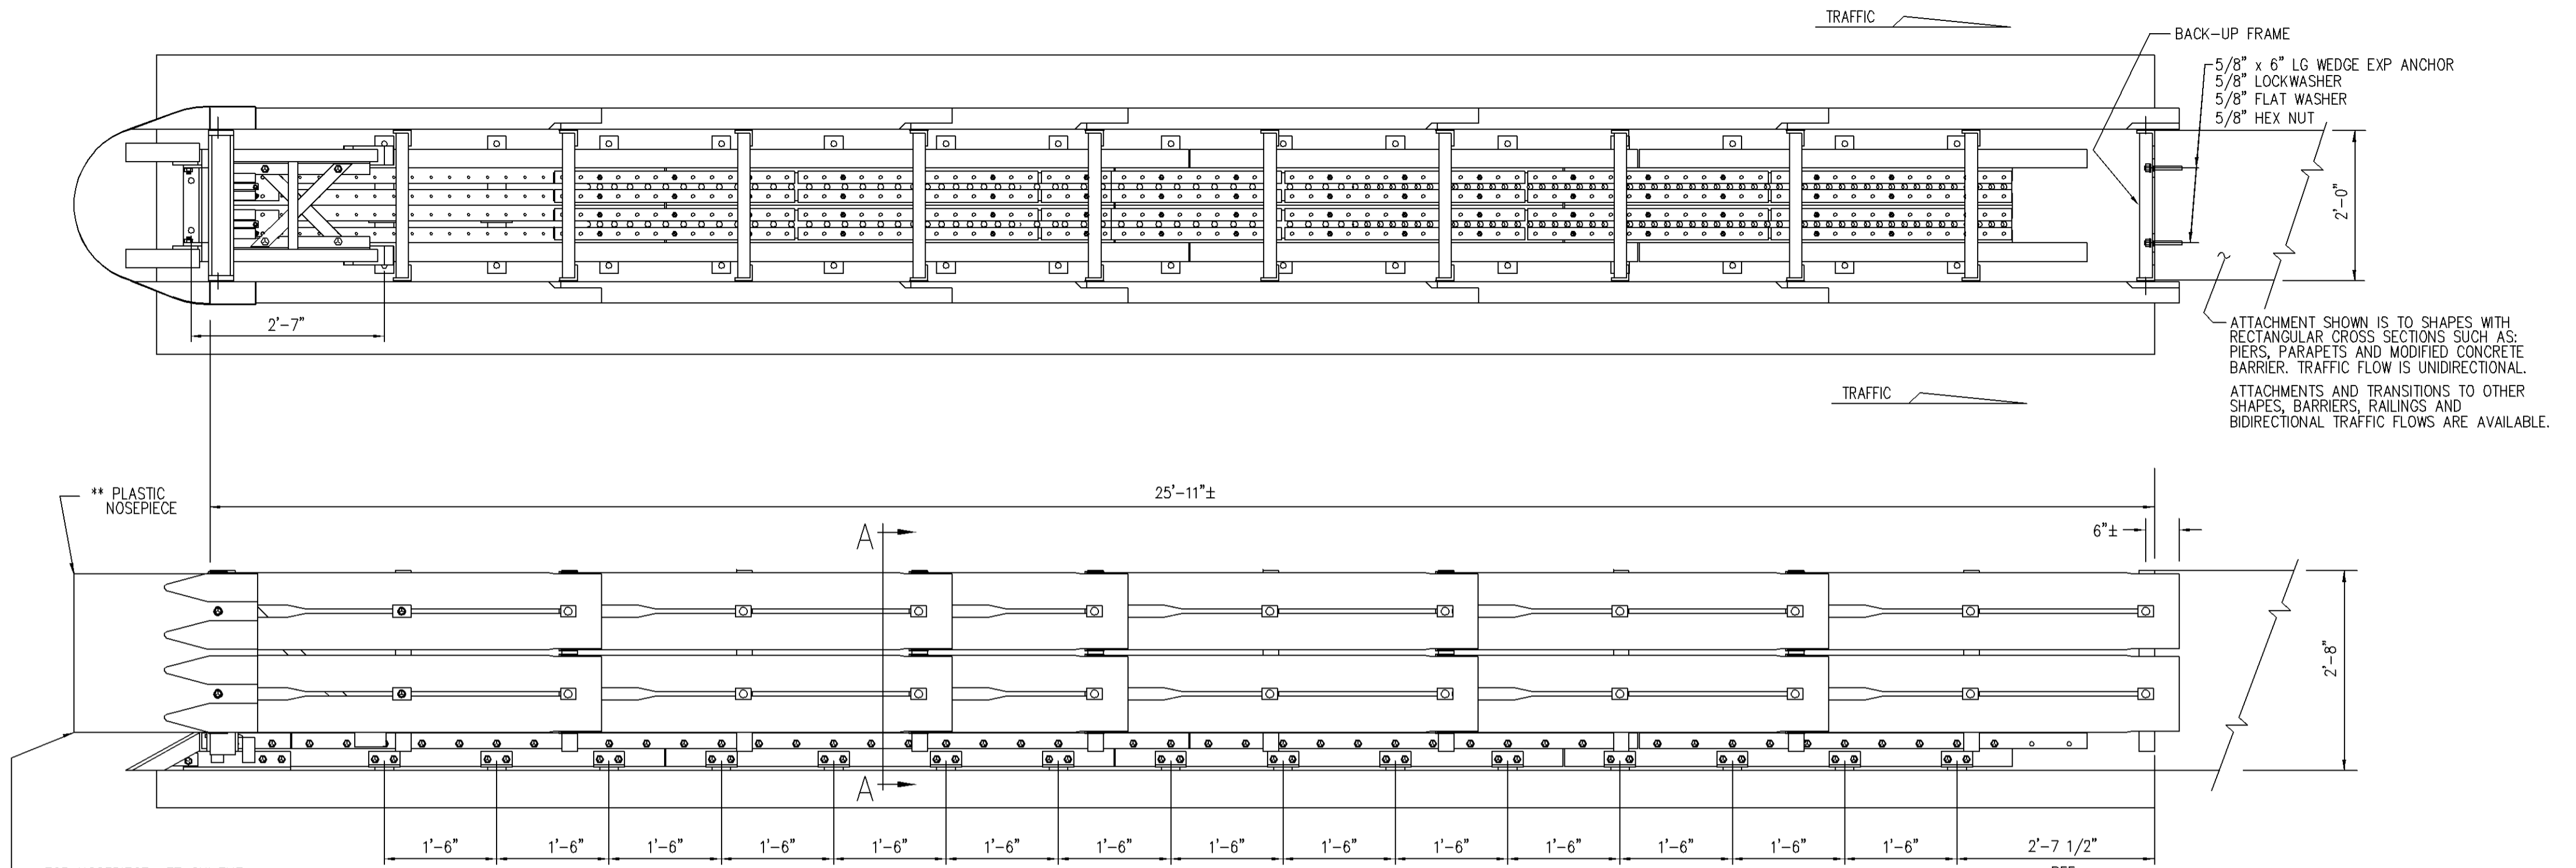 TRAFFIC
BACK-UP FRAME
5/8" x 6" LG WEDGE EXP ANCHOR
5/8" LOCKWASHER
5/8" FLAT WASHER
5/8" HEX NUT
2'-0"
2'-7"
ATTACHMENT SHOWN IS TO SHAPES WITH
RECTANGULAR CROSS SECTIONS SUCH AS:
PIERS, PARAPETS AND MODIFIED CONCRETE
BARRIER. TRAFFIC FLOW IS UNIDIRECTIONAL.
TRAFFIC
ATTACHMENTS AND TRANSITIONS TO OTHER
SHAPES, BARRIERS, RAILINGS AND
BIDIRECTIONAL TRAFFIC FLOWS ARE AVAILABLE.
** PLASTIC
NOSEPIECE
25'-11"±
A
6"±
2'-8"
A
1'-6" 1'-6" 1'-6" 1'-6" 1'-6" 1'-6" 1'-6" 1'-6" 1'-6" 1'-6" 1'-6" 1'-6" 1'-6" 1'-6" 2'-7 1/2"